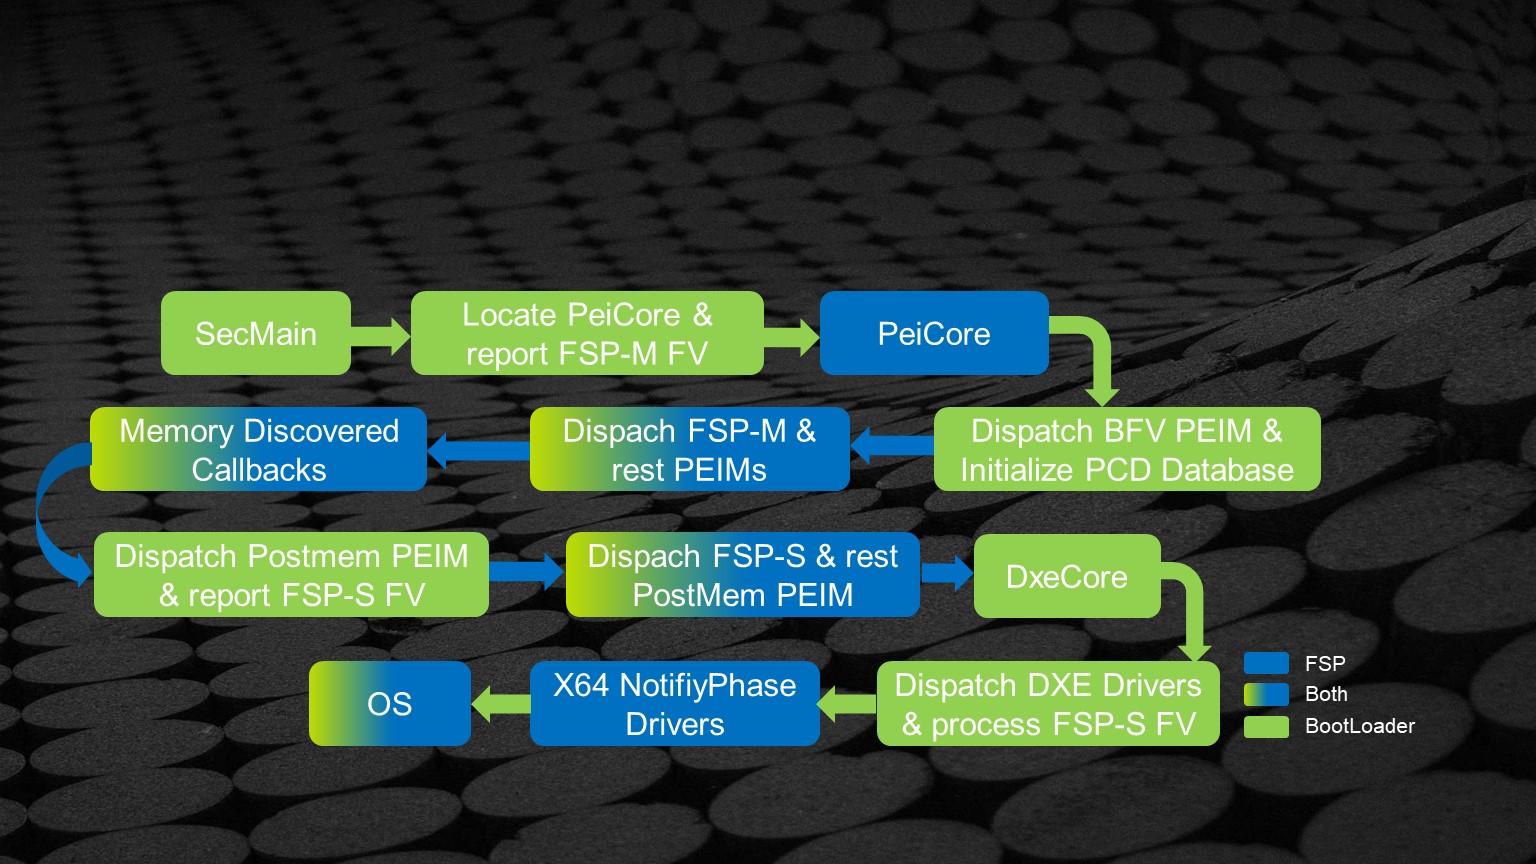 SecMain
Locate PeiCore &
report FSP-M FV
PeiCore
Dispatch BFV PEIM &
Initialize PCD Database
Dispach FSP-M &
rest PEIMs
Memory Discovered
Callbacks
Dispatch Postmem PEIM
& report FSP-S FV
Dispach FSP-S & rest
PostMem PEIM
DxeCore
Dispatch DXE Drivers
& process FSP-S FV
X64 NotifiyPhase
Drivers
OS
FSP
Both
BootLoader